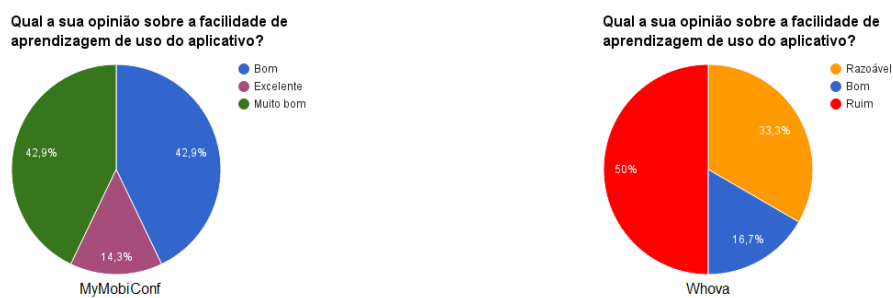 Qual a sua opinião sobre a facilidade de
aprendizagem de uso do aplicativo?
Bom
Excelente
Muito bom
42,9%
42,9%
14,3%
MyMobiConf
Qual a sua opinião sobre a facilidade de
aprendizagem de uso do aplicativo?
Razoável
Bom
Ruim
33,3%
50%
16,7%
Whova